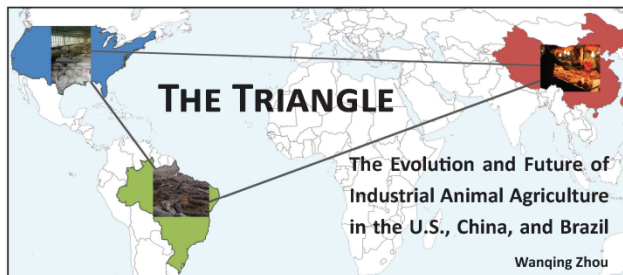 THE TRIANGLE
The Evolution and Future of
Industrial Animal Agriculture
in the U.S., China, and Brazil
Wanqing Zhou